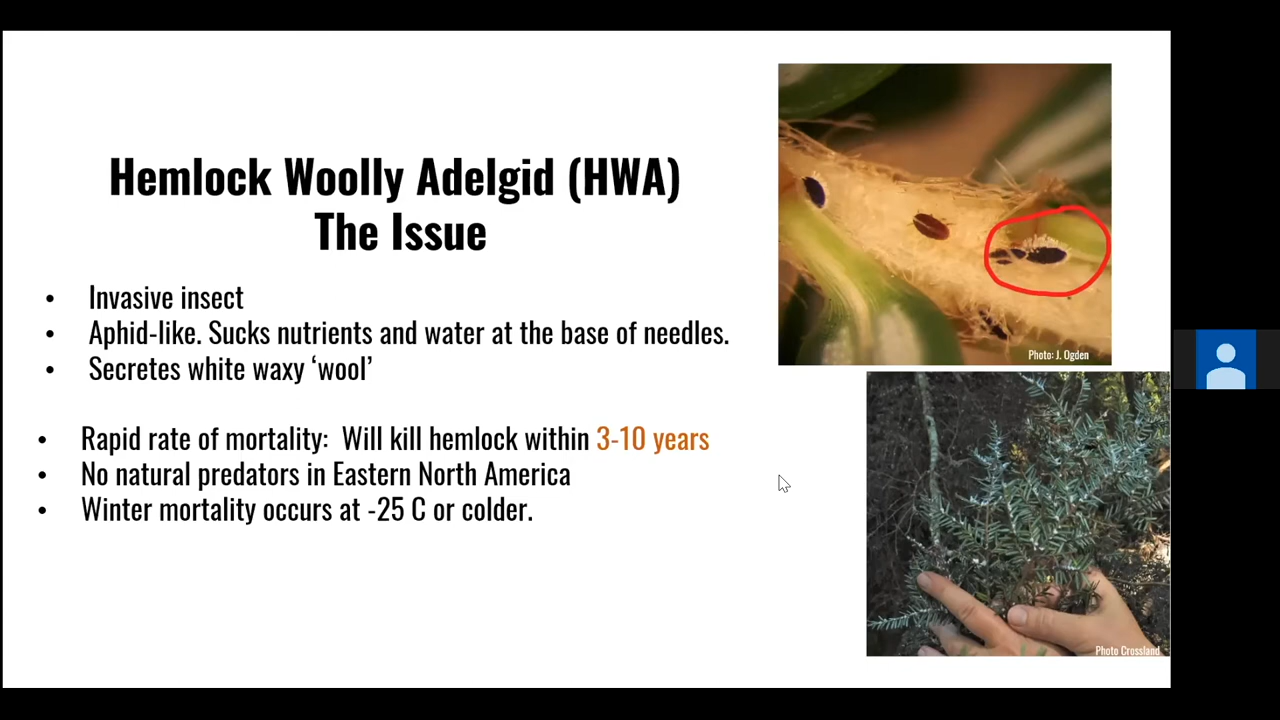 Hemlock Woolly Adelgid (HWA)
The Issue
• Invasive insect
• Aphid-like. Sucks nutrients and water at the base of needles.
• Secretes white waxy ‘wool’
• Rapid rate of mortality: Will kill hemlock within 3-10 years
• No natural predators in Eastern North America
• Winter mortality occurs at -25 C or colder.
Photo: J. Ogden
Photo Crossland